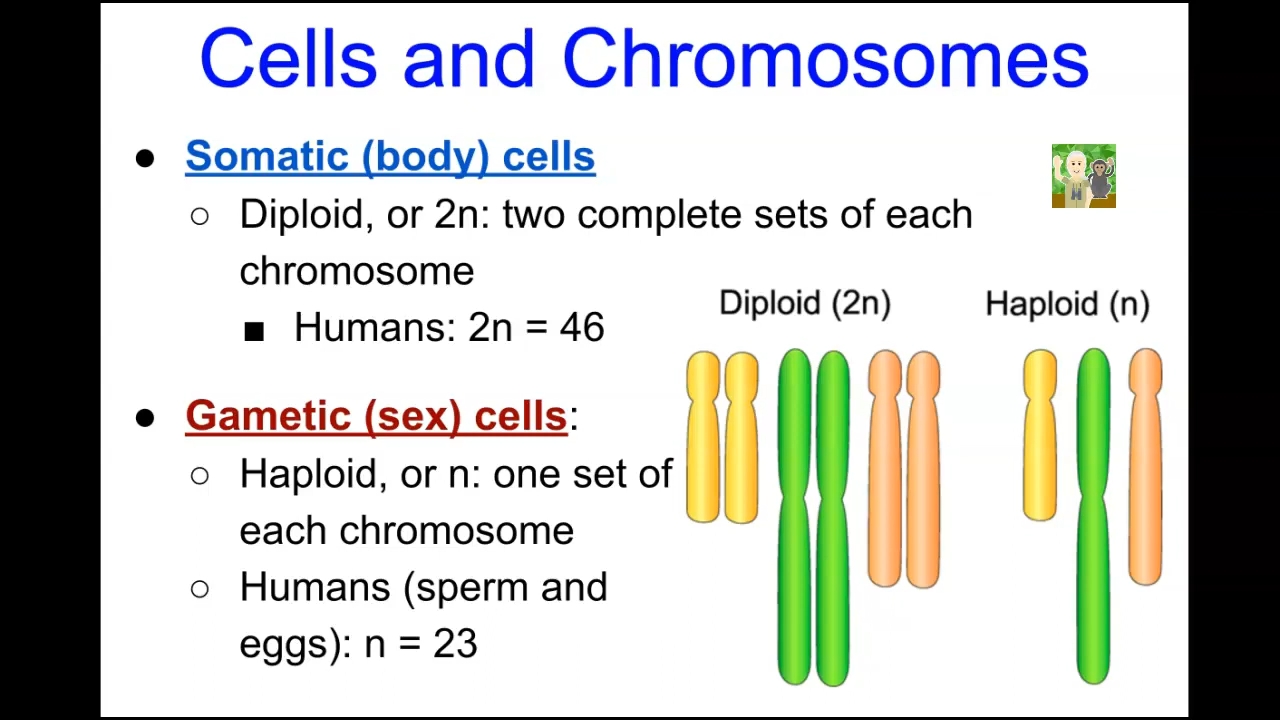 Cells and Chromosomes
● Somatic (body) cells
○ Diploid, or 2n: two complete sets of each
chromosome
■ Humans: 2n = 46
● Gametic (sex) cells:
○ Haploid, or n: one set of
each chromosome
○ Humans (sperm and
eggs): n = 23
Diploid (2n)
Haploid (n)